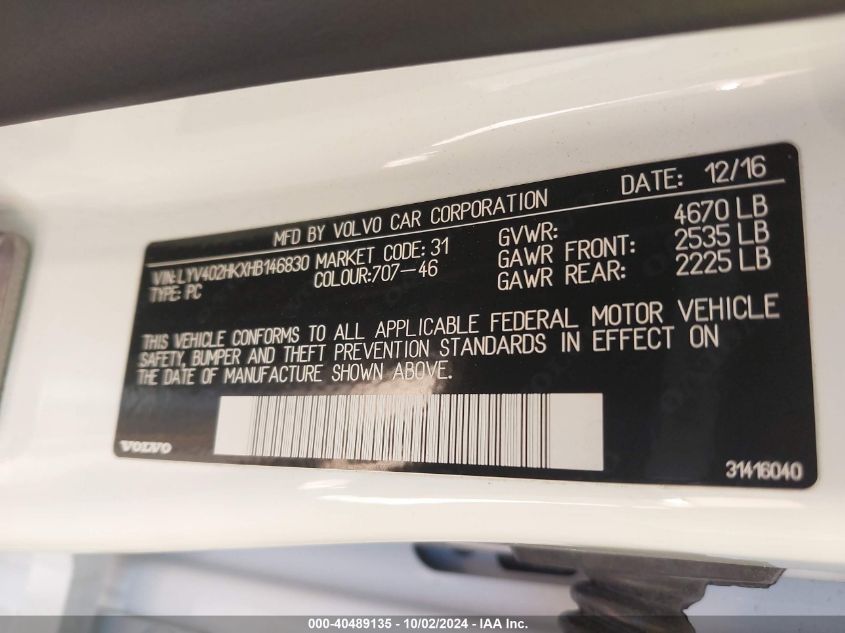 DATE: 12/16
MFD BY VOLVO CAR CORPORATION
VIN:LYV402HKXHB146830 MARKET CODE: 31
TYPE: PC COLOUR:707-46
GVWR: 4670 LB
GAWR FRONT: 2535 LB
GAWR REAR: 2225 LB
THIS VEHICLE CONFORMS TO ALL APPLICABLE FEDERAL MOTOR VEHICLE
SAFETY, BUMPER AND THEFT PREVENTION STANDARDS IN EFFECT ON
THE DATE OF MANUFACTURE SHOWN ABOVE.
VOLVO
31416040
000-40489135 - 10/02/2024 - IAA Inc.